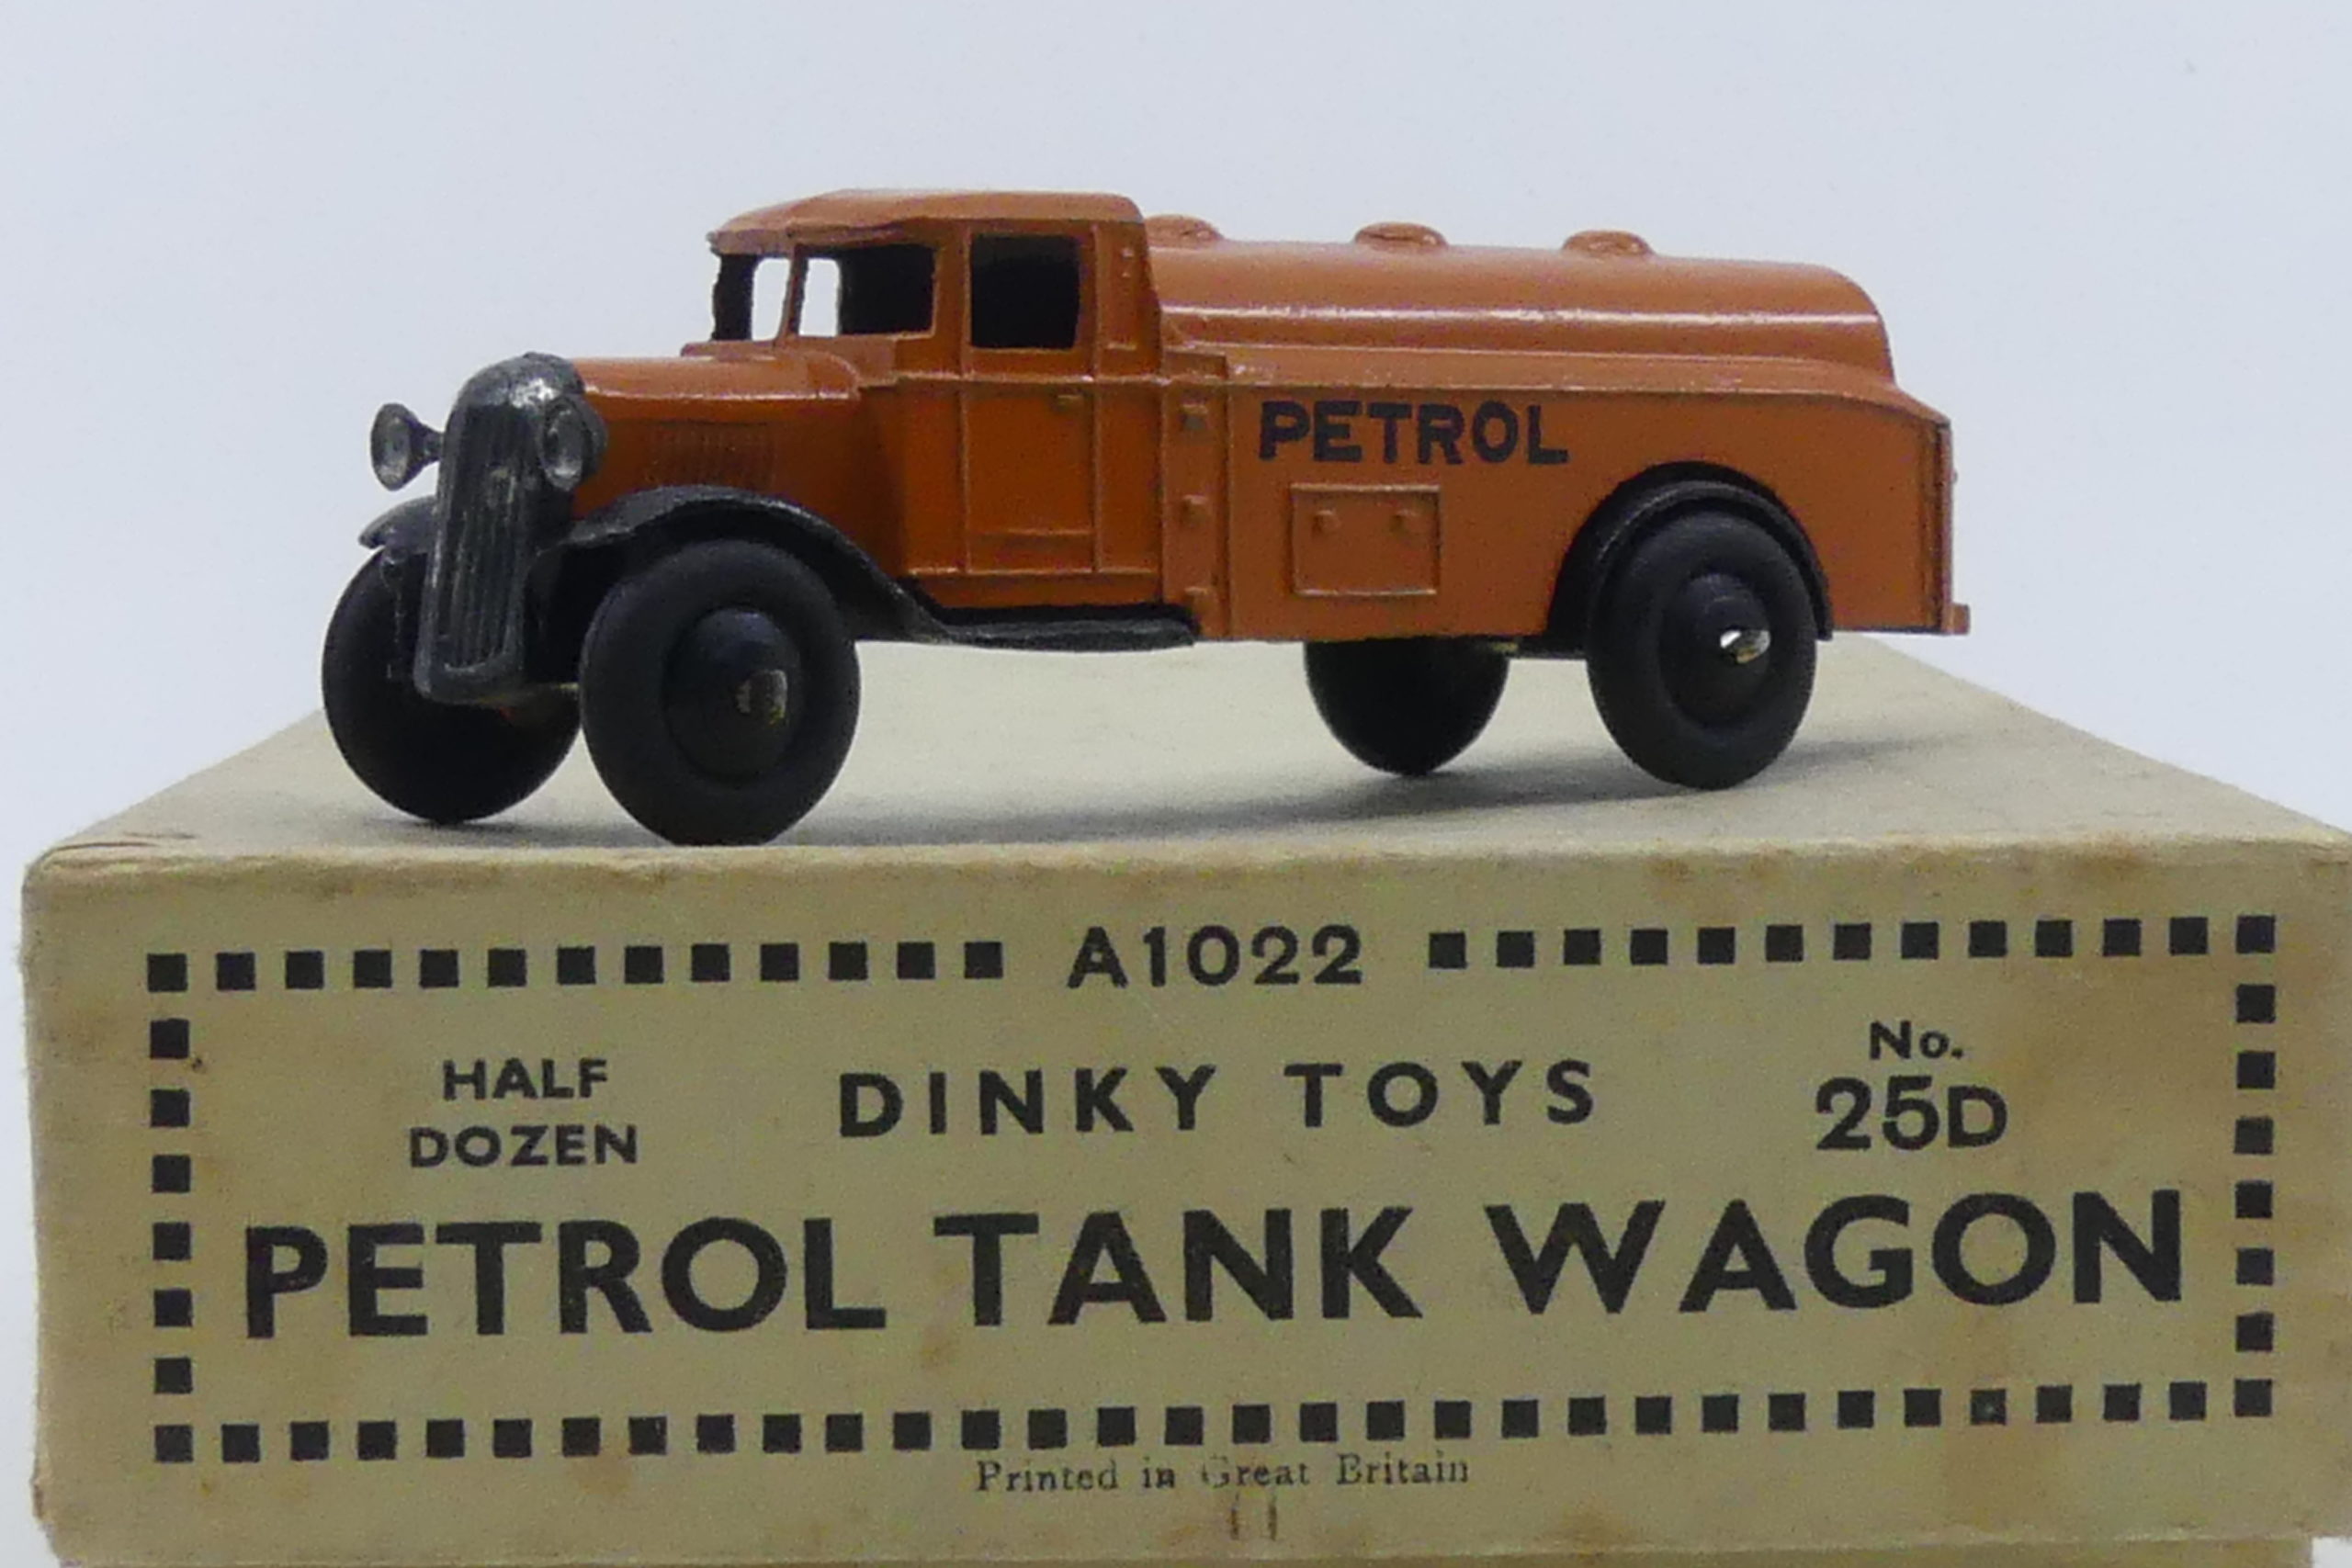 PETROL
A1022
HALF
DOZEN
DINKY TOYS
No.
25D
PETROL TANK WAGON
Printed in Great Britain